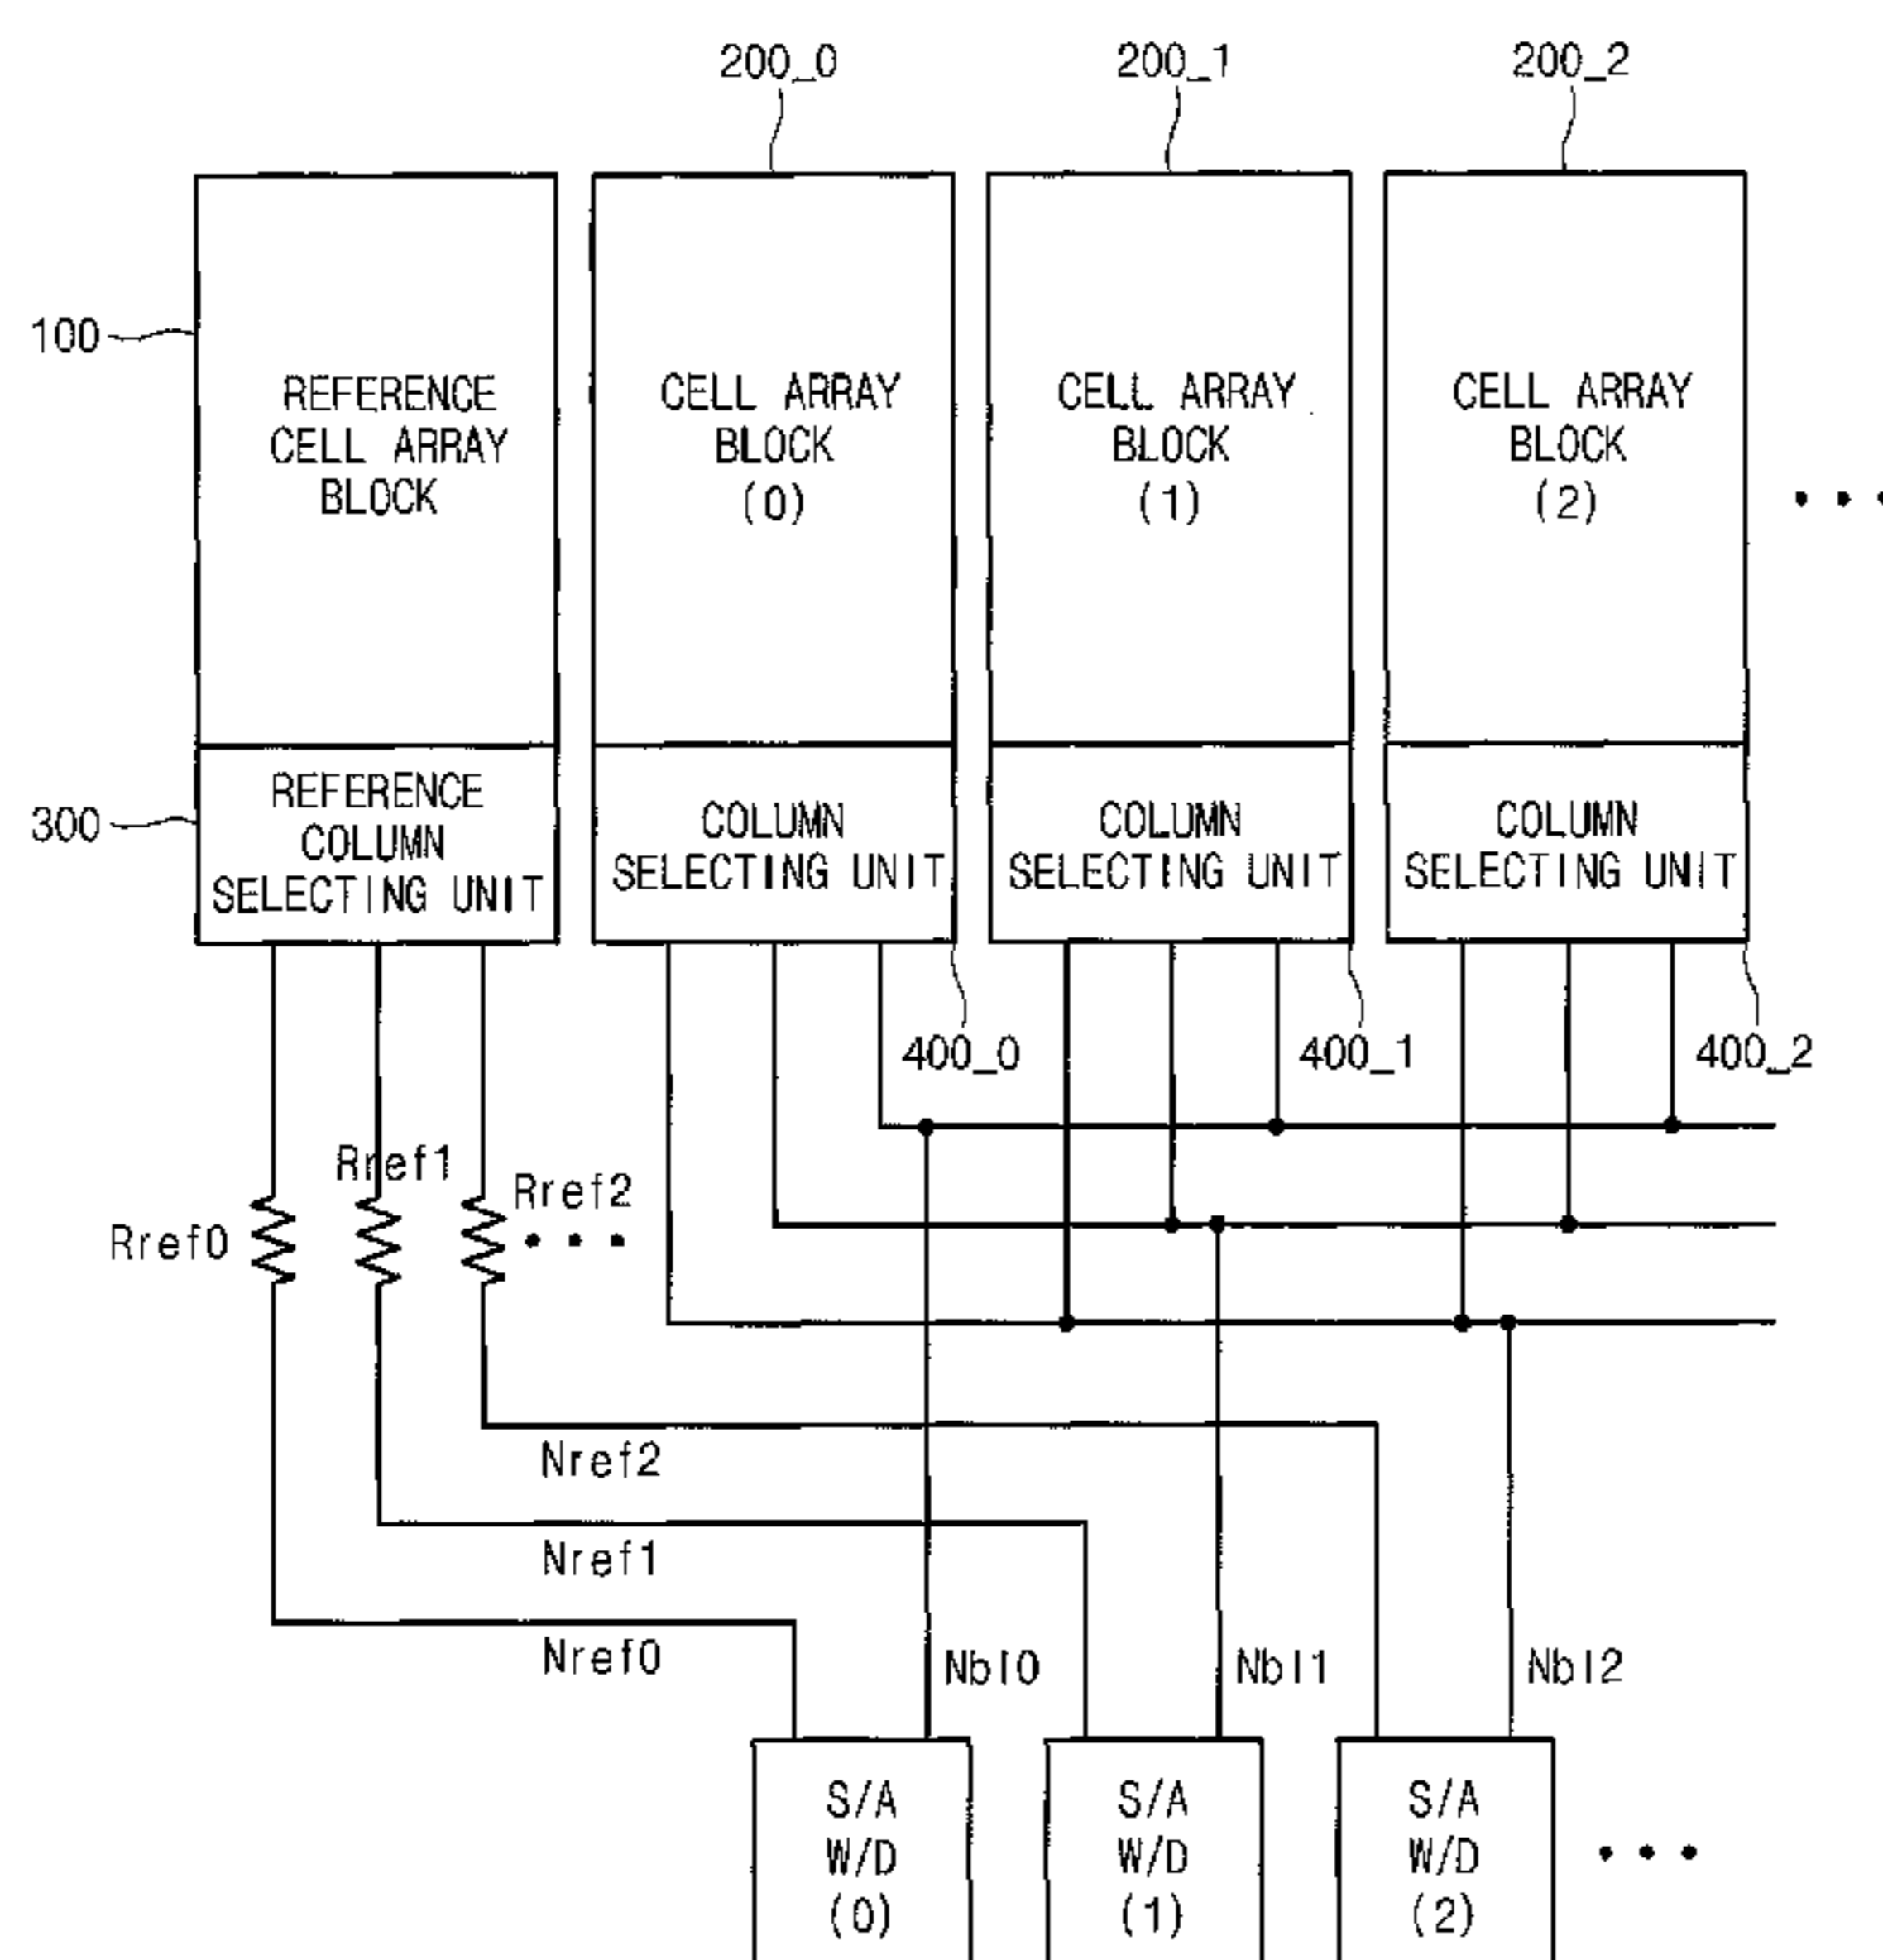 200_0
200_1
200_2
100
REFERENCE
CELL ARRAY
BLOCK
CELL ARRAY
BLOCK
(0)
CELL ARRAY
BLOCK
(1)
CELL ARRAY
BLOCK
(2)
300
REFERENCE
COLUMN
SELECTING UNIT
COLUMN
SELECTING UNIT
COLUMN
SELECTING UNIT
COLUMN
SELECTING UNIT
400_0
400_1
400_2
Rref0
Rref1
Rref2
Nref2
Nref1
Nref0
Nbl0
Nbl1
Nbl2
S/A
W/D
(0)
S/A
W/D
(1)
S/A
W/D
(2)